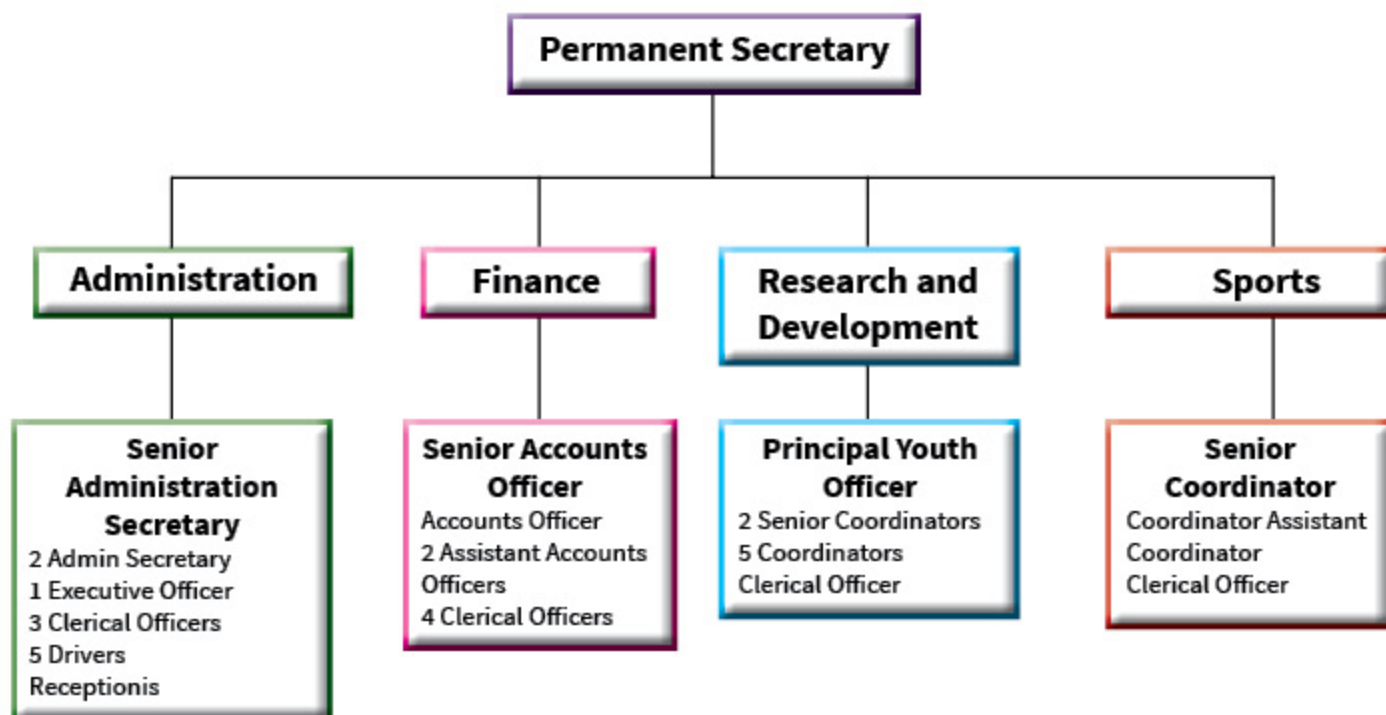 Permanent Secretary
Administration
Finance
Research and
Development
Sports
Senior
Administration
Secretary
2 Admin Secretary
1 Executive Officer
3 Clerical Officers
5 Drivers
Receptionis
Senior Accounts
Officer
Accounts Officer
2 Assistant Accounts
Officers
4 Clerical Officers
Principal Youth
Officer
2 Senior Coordinators
5 Coordinators
Clerical Officer
Senior
Coordinator
Coordinator Assistant
Coordinator
Clerical Officer